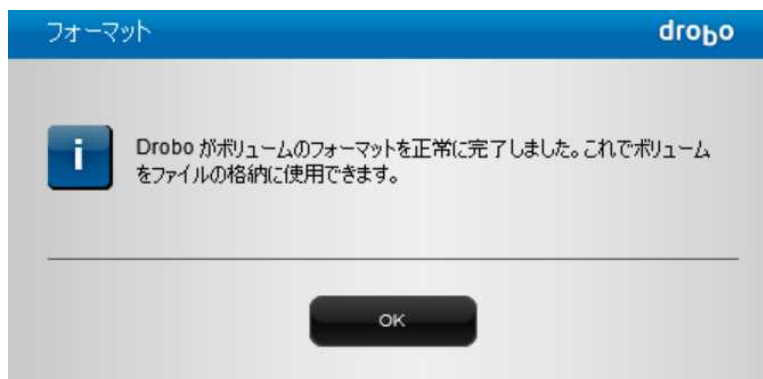 フォーマット
drobo
i
Drobo がボリュームのフォーマットを正常に完了しました。これでボリューム
をファイルの格納に使用できます。
OK